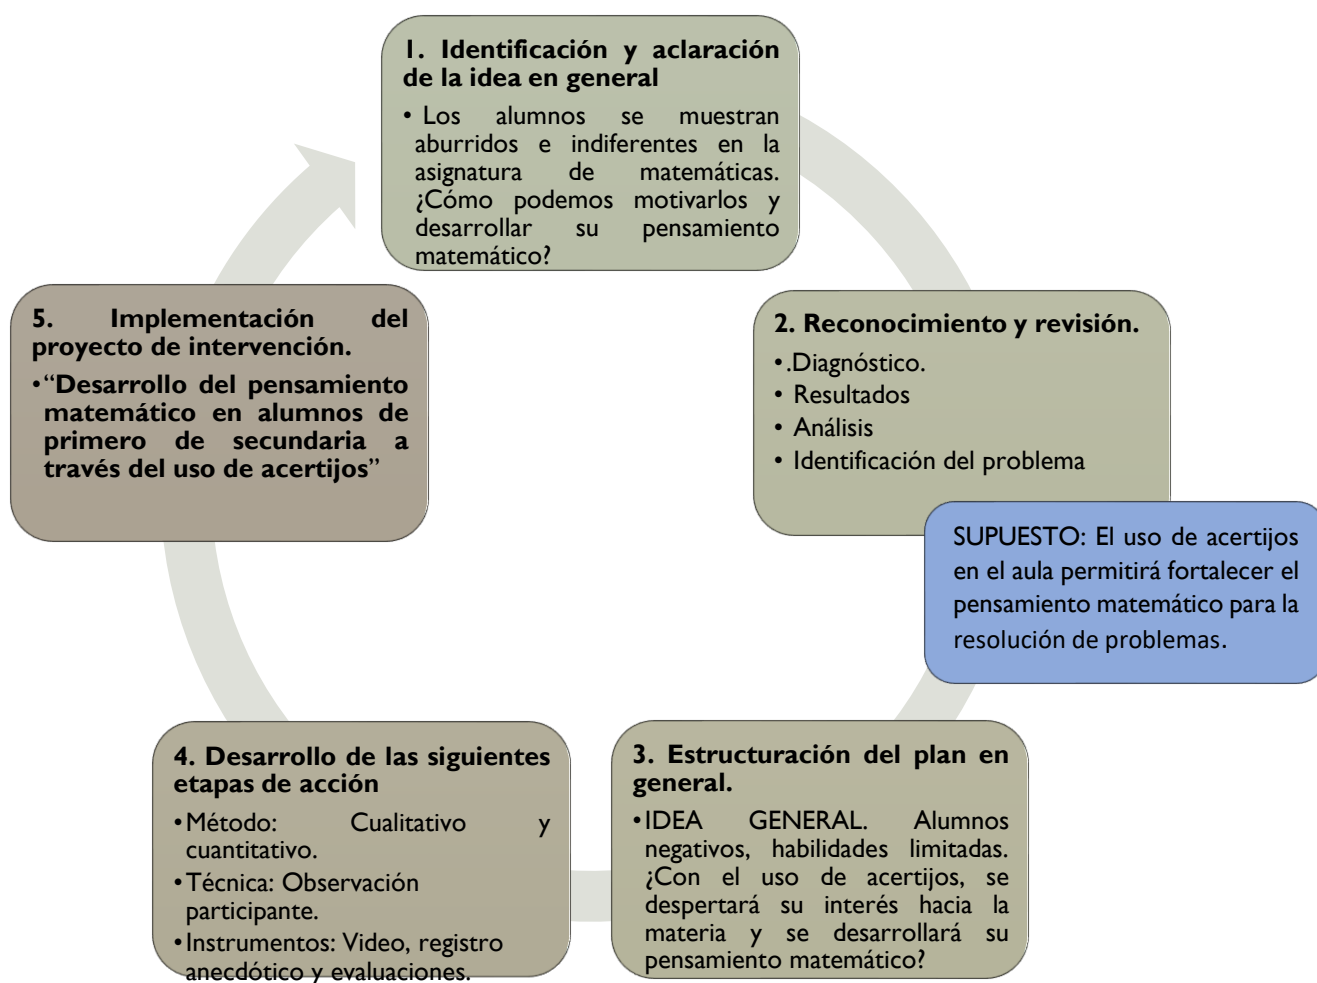 1. Identificación y aclaración
de la idea en general
• Los alumnos se muestran
aburridos e indiferentes en la
asignatura de matemáticas.
¿Cómo podemos motivarlos y
desarrollar su pensamiento
matemático?
2. Reconocimiento y revisión.
• .Diagnóstico.
• Resultados
• Análisis
• Identificación del problema
SUPUESTO: El uso de acertijos
en el aula permitirá fortalecer el
pensamiento matemático para la
resolución de problemas.
3. Estructuración del plan en
general.
•IDEA GENERAL. Alumnos
negativos, habilidades limitadas.
¿Con el uso de acertijos, se
despertará su interés hacia la
materia y se desarrollará su
pensamiento matemático?
4. Desarrollo de las siguientes
etapas de acción
•Método: Cualitativo y
cuantitativo.
•Técnica: Observación
participante.
•Instrumentos: Video, registro
anecdótico y evaluaciones.
5. Implementación del
proyecto de intervención.
•“Desarrollo del pensamiento
matemático en alumnos de
primero de secundaria a
través del uso de acertijos”